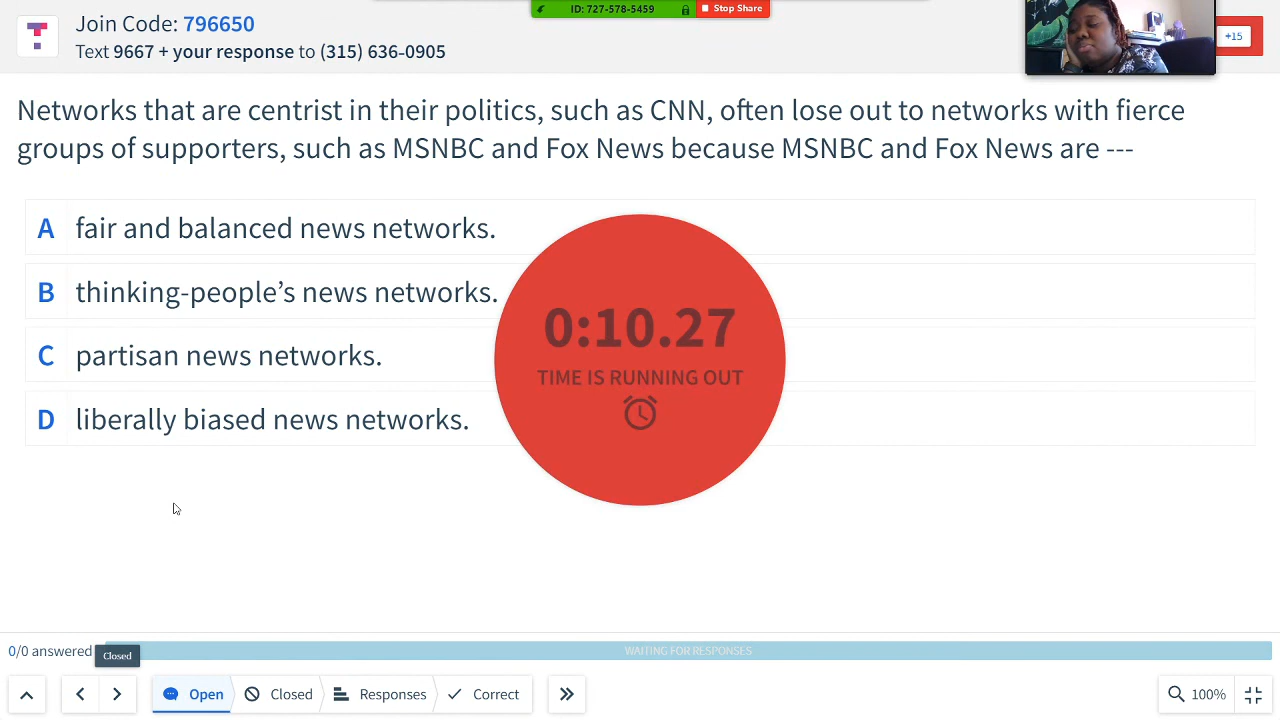 ID: 727-578-5459
Stop Share
Join Code: 796650
Text 9667 + your response to (315) 636-0905
+15
Networks that are centrist in their politics, such as CNN, often lose out to networks with fierce
groups of supporters, such as MSNBC and Fox News because MSNBC and Fox News are ---
A fair and balanced news networks.
B thinking-people’s news networks.
C partisan news networks.
D liberally biased news networks.
0:10.27
TIME IS RUNNING OUT
0/0 answered
Closed
WAITING FOR RESPONSES
Open
Closed
Responses
Correct
100%